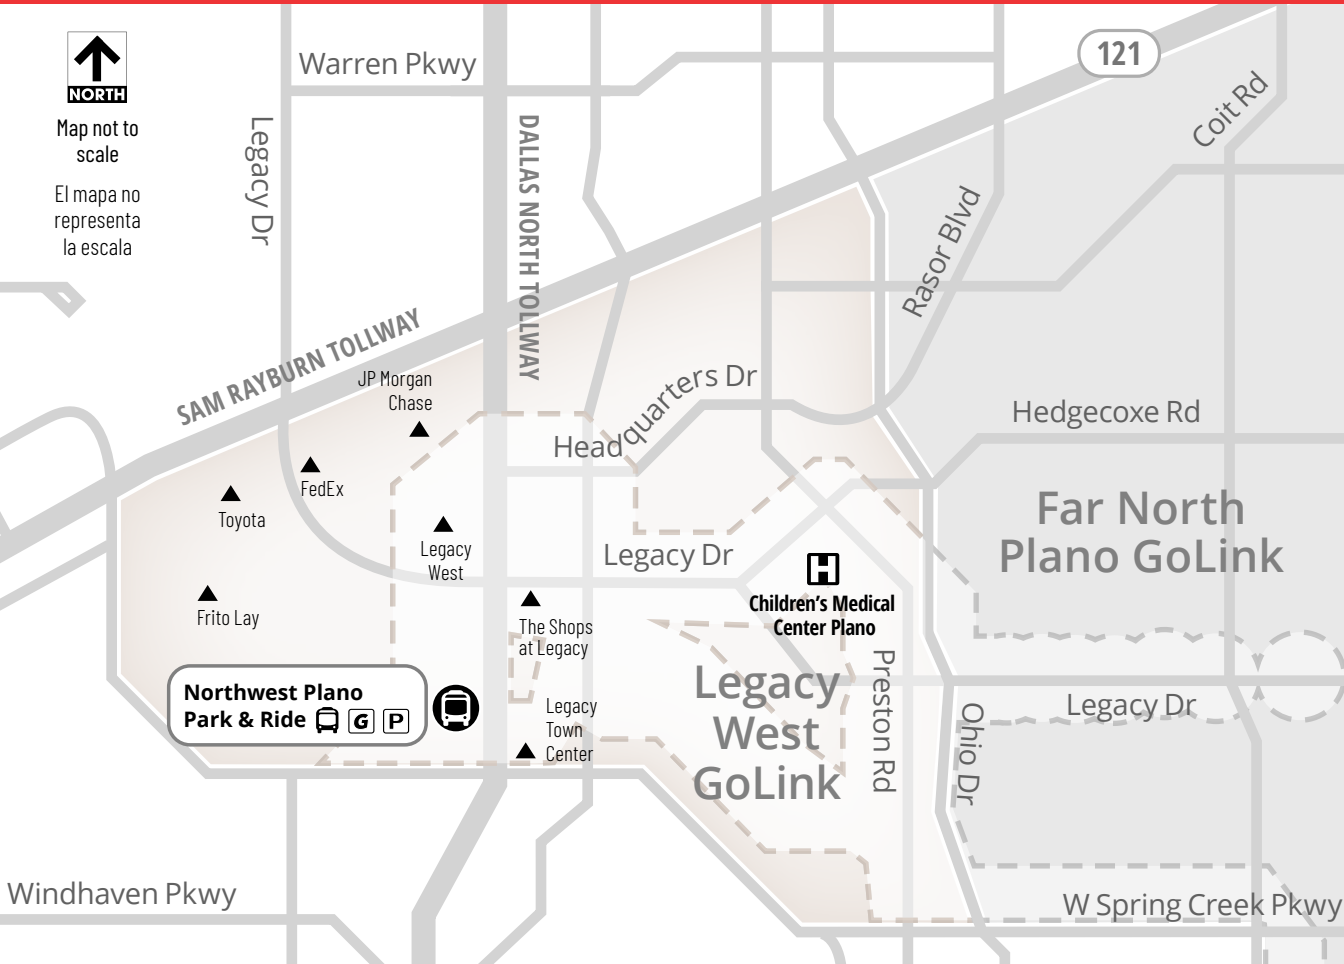 NORTH
Map not to
scale
El mapa no
representa
la escala
Warren Pkwy
Legacy Dr
DALLAS NORTH TOLLWAY
121
Coit Rd
Rasor Blvd
SAM RAYBURN TOLLWAY
JP Morgan
Chase
FedEx
Toyota
Frito Lay
Legacy
West
Headquarters Dr
Hedgecoxe Rd
Far North
Plano GoLink
Legacy Dr
H
Children's Medical
Center Plano
The Shops
at Legacy
Northwest Plano
Park & Ride G P
Legacy
Town
Center
Legacy
West
GoLink
Preston Rd
Ohio Dr
Legacy Dr
Windhaven Pkwy
W Spring Creek Pkwy